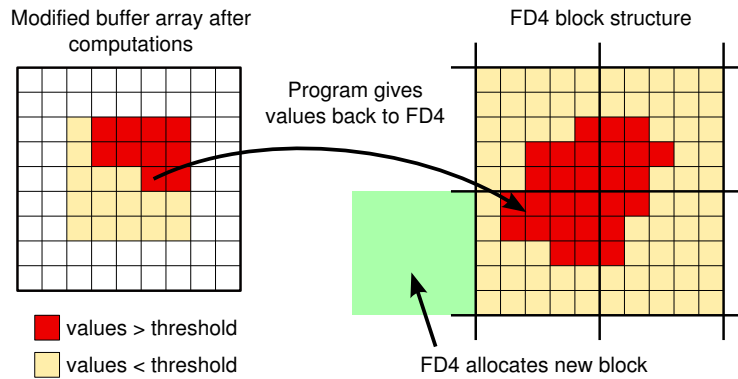 Modified buffer array after
computations
FD4 block structure
Program gives
values back to FD4
values > threshold
values < threshold
FD4 allocates new block